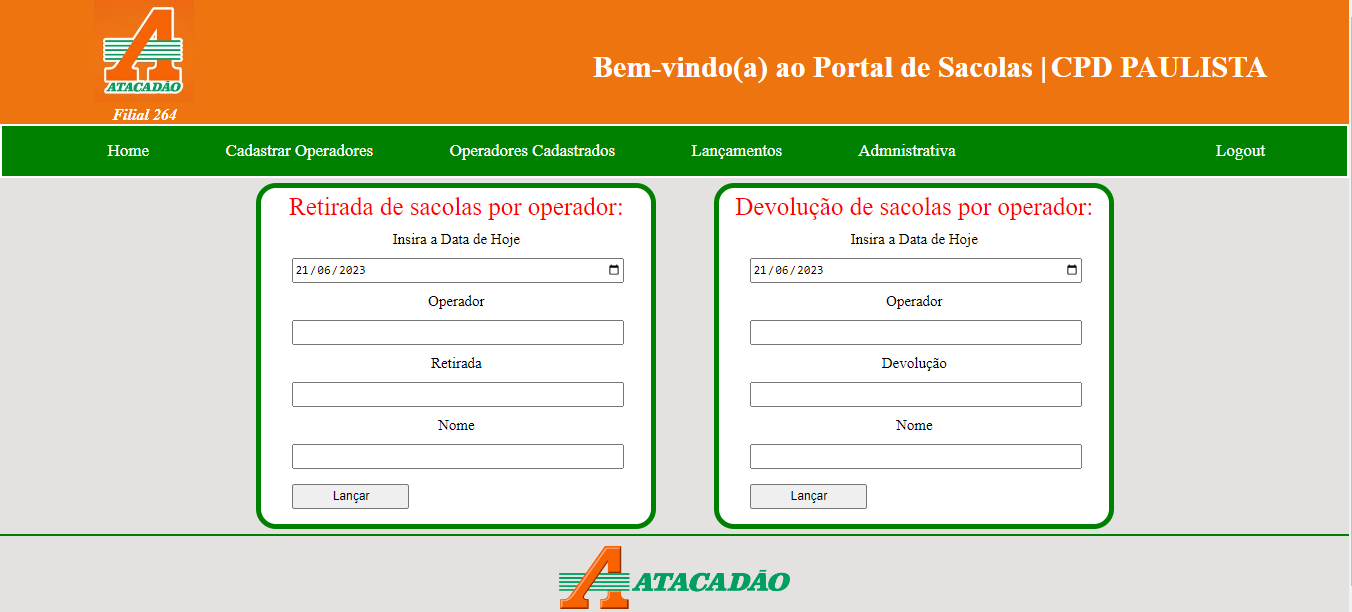 ATACADÃO
Filial 264
Bem-vindo(a) ao Portal de Sacolas | CPD PAULISTA
Home Cadastrar Operadores Operadores Cadastrados Lançamentos Admnistrativa Logout
Retirada de sacolas por operador:
Insira a Data de Hoje
21/06/2023
Operador
Retirada
Nome
Lançar
Devolução de sacolas por operador:
Insira a Data de Hoje
21/06/2023
Operador
Devolução
Nome
Lançar
ATACADÃO